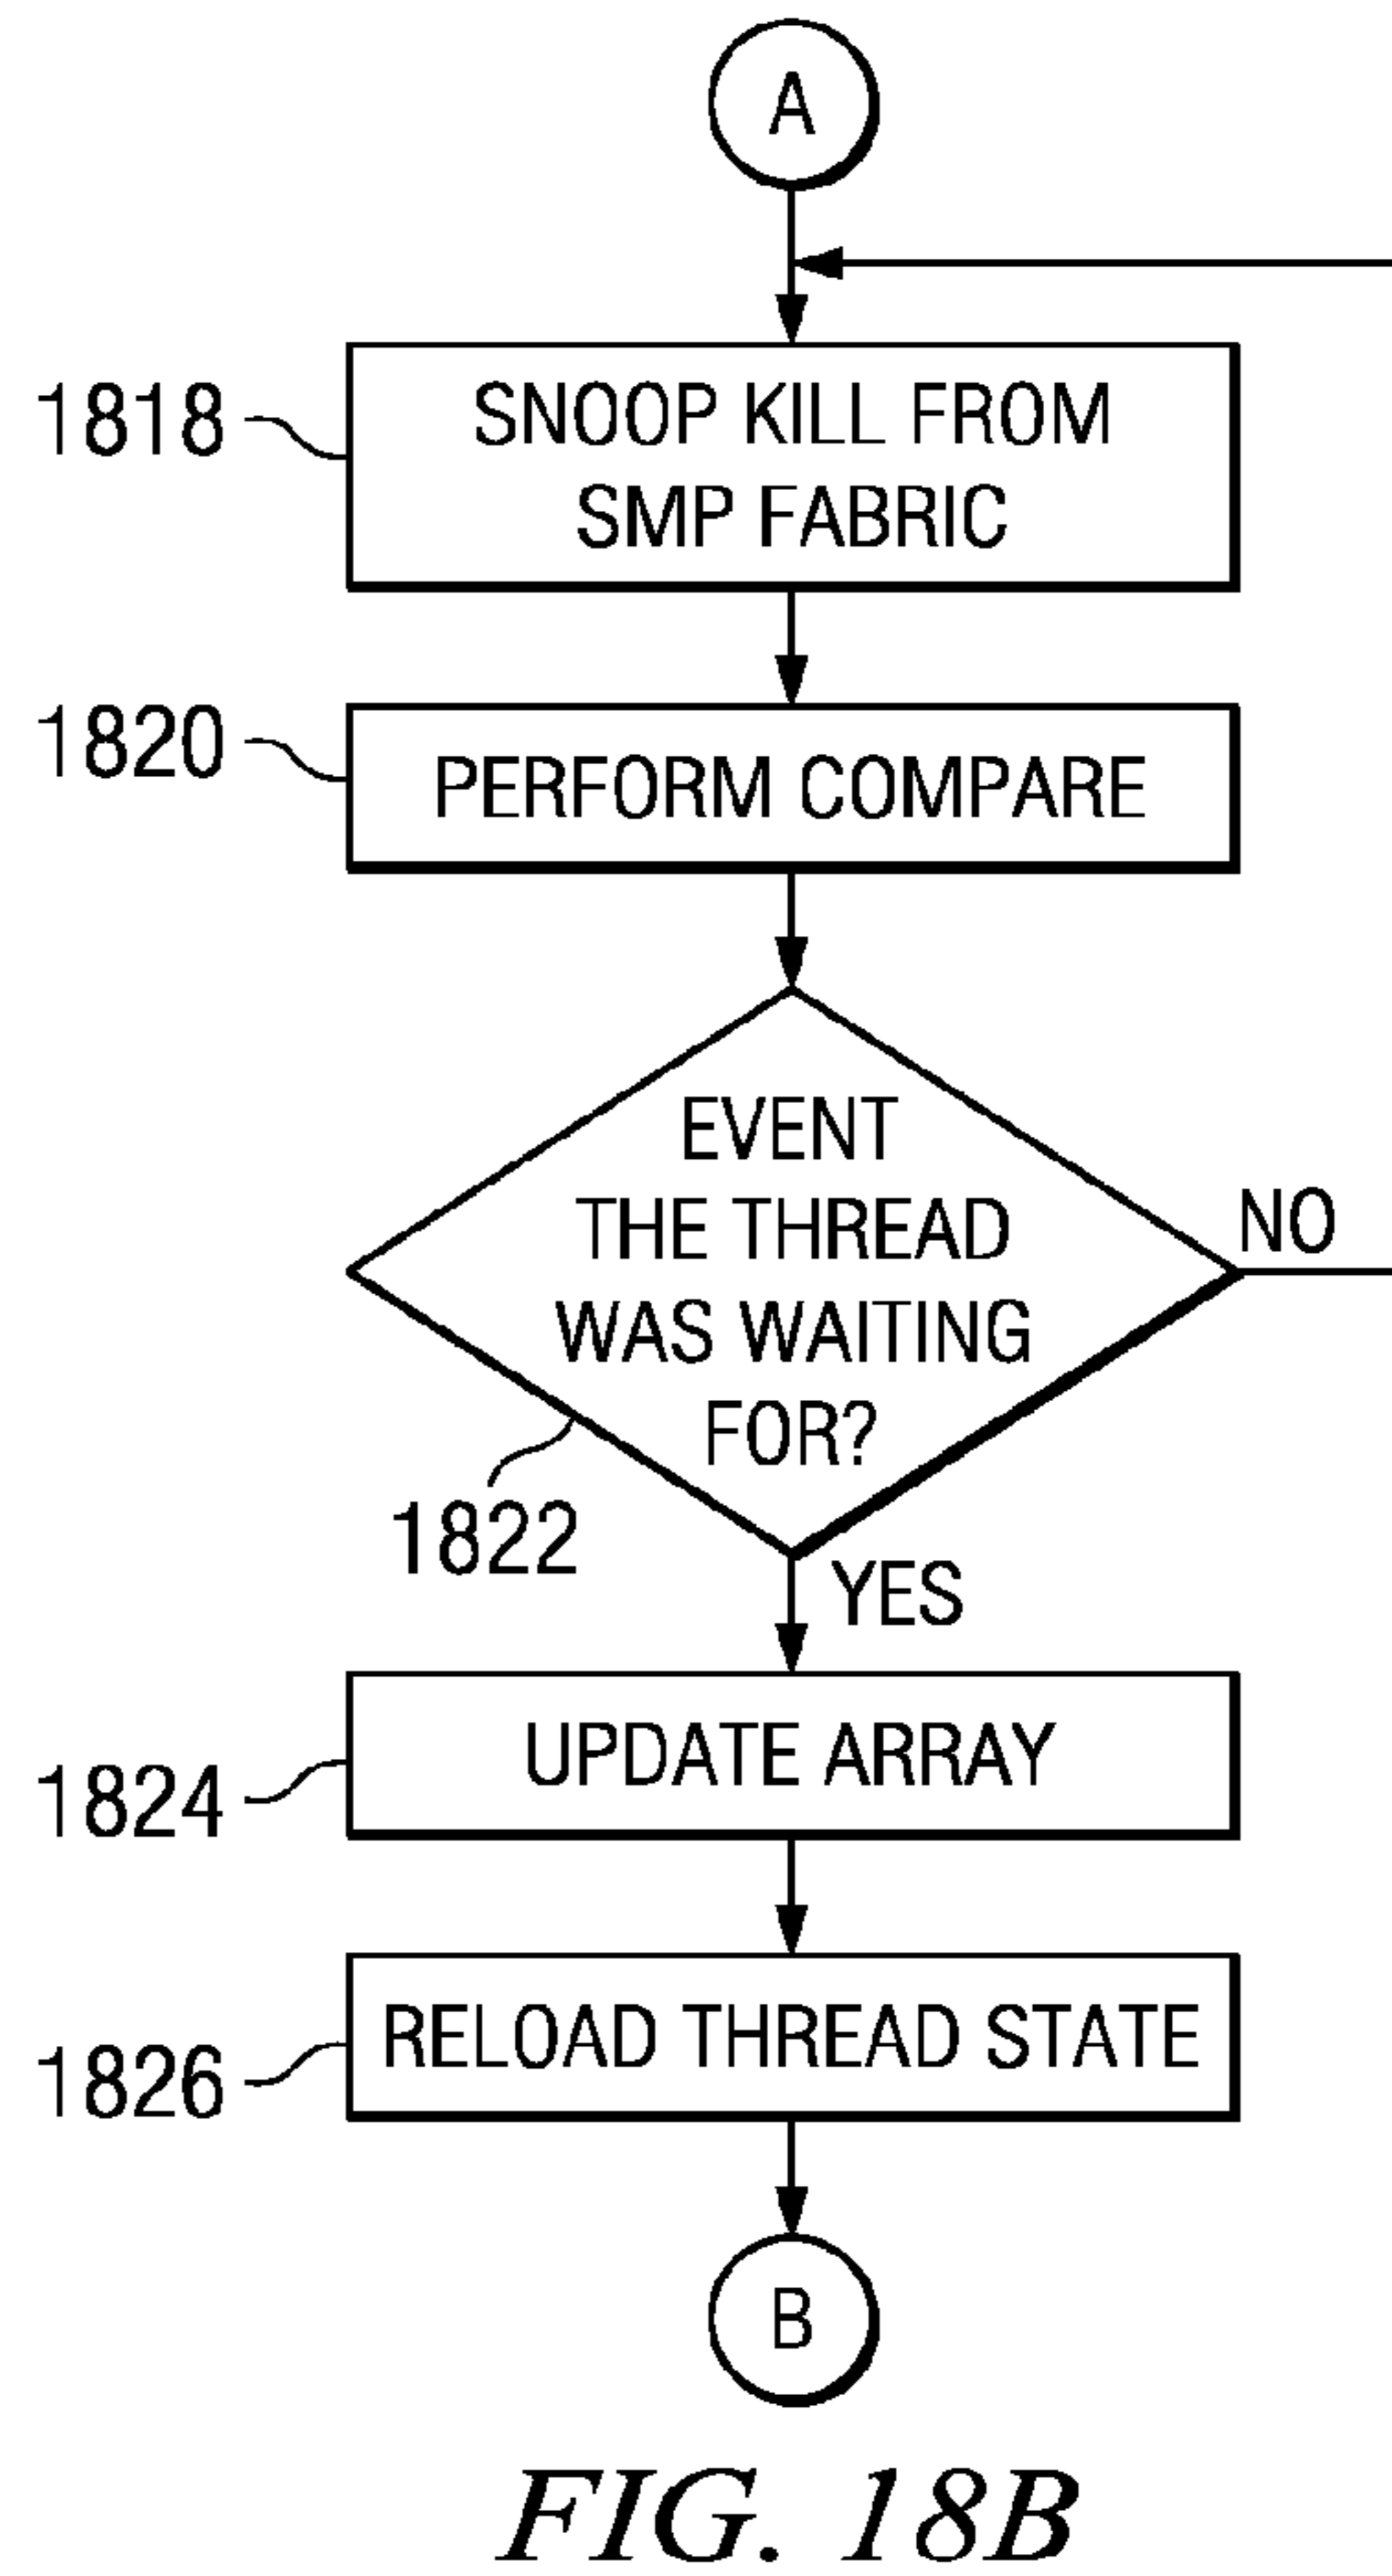 A
1818
SNOOP KILL FROM
SMP FABRIC
1820
PERFORM COMPARE
EVENT
THE THREAD
WAS WAITING
FOR?
NO
1822
YES
1824
UPDATE ARRAY
1826
RELOAD THREAD STATE
B
FIG. 18B